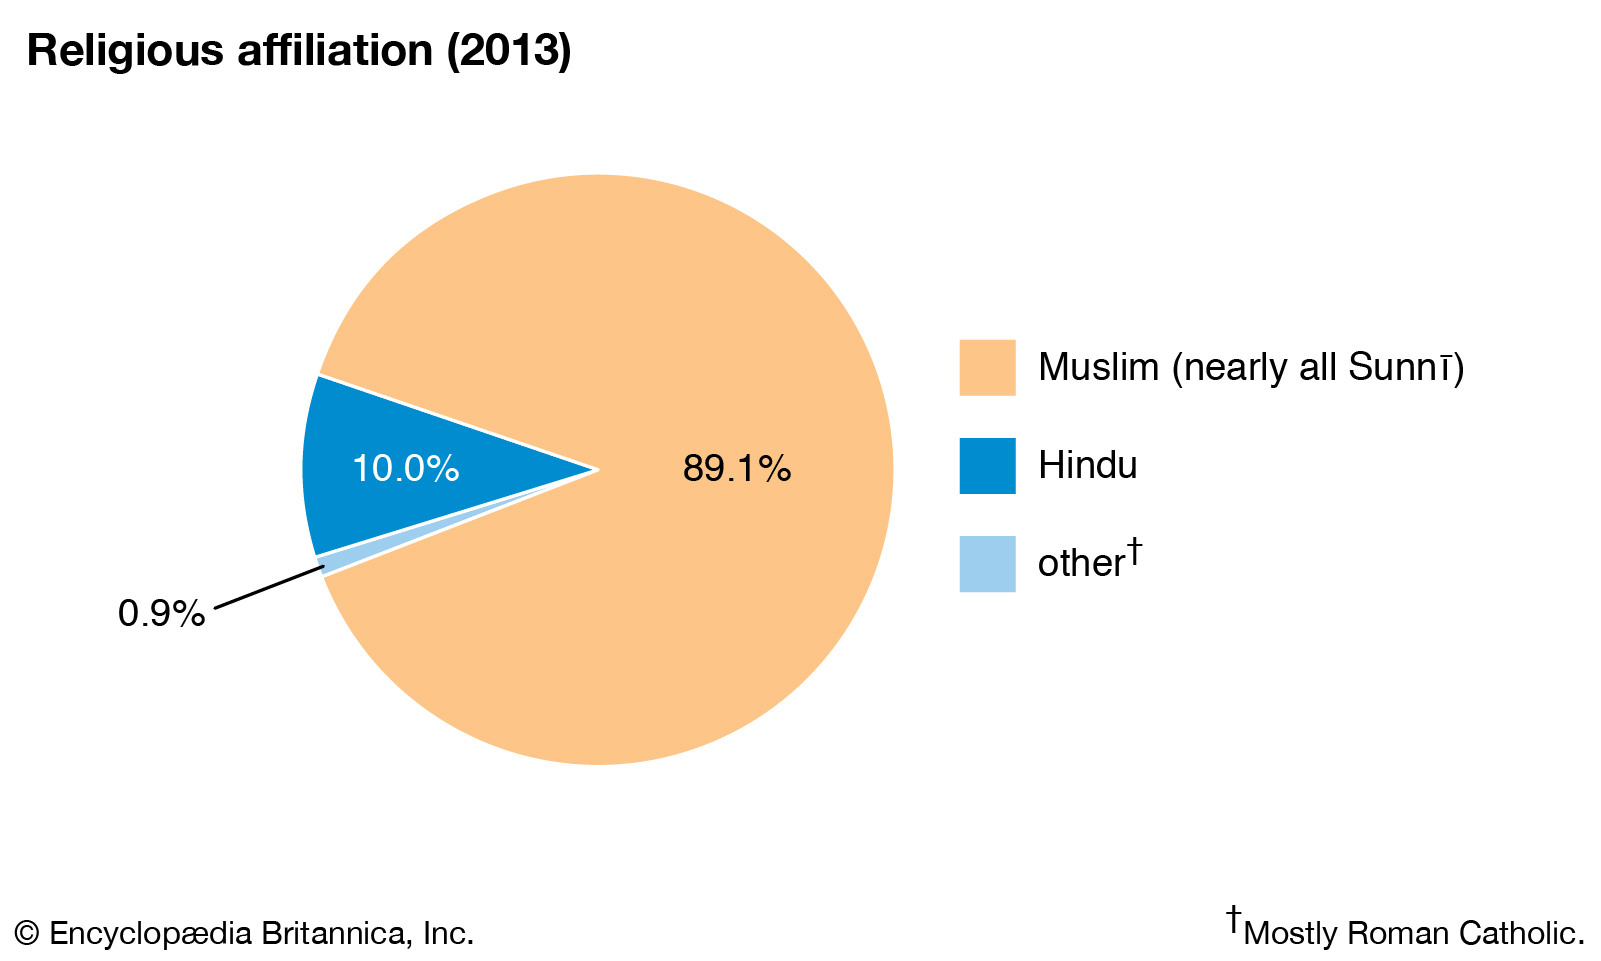 Religious affiliation (2013)
10.0%
89.1%
0.9%
Muslim (nearly all Sunnī)
Hindu
other†
© Encyclopædia Britannica, Inc.
†Mostly Roman Catholic.